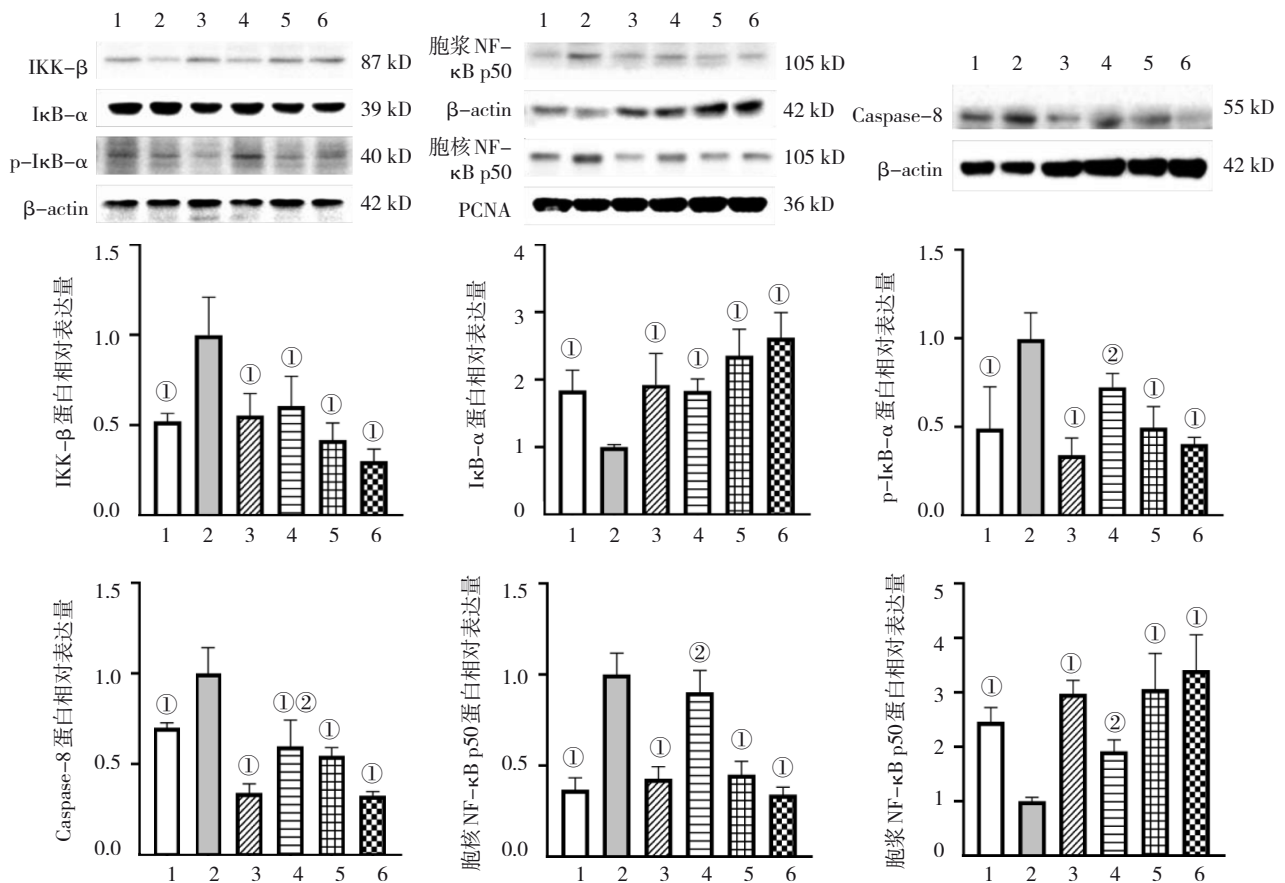 1 2 3 4 5 6
IKK-β 87 kD
IκB-α 39 kD
p-IκB-α 40 kD
β-actin 42 kD
1 2 3 4 5 6
胞浆 NF-
κB p50 105 kD
β-actin 42 kD
胞核 NF-
κB p50 105 kD
PCNA 36 kD
1 2 3 4 5 6
Caspase-8 55 kD
β-actin 42 kD
IKK-β 蛋白相对表达量
1.5
1.0
0.5
0.0
① ① ① ① ①
1 2 3 4 5 6
IκB-α 蛋白相对表达量
4
3
2
1
0
① ① ① ① ①
1 2 3 4 5 6
p-IκB-α 蛋白相对表达量
1.5
1.0
0.5
0.0
① ① ② ① ①
1 2 3 4 5 6
Caspase-8 蛋白相对表达量
1.5
1.0
0.5
0.0
① ① ①② ① ①
1 2 3 4 5 6
胞核 NF-κB p50 蛋白相对表达量
1.5
1.0
0.5
0.0
① ① ② ① ①
1 2 3 4 5 6
胞浆 NF-κB p50 蛋白相对表达量
5
4
3
2
1
0
① ① ② ① ①
1 2 3 4 5 6